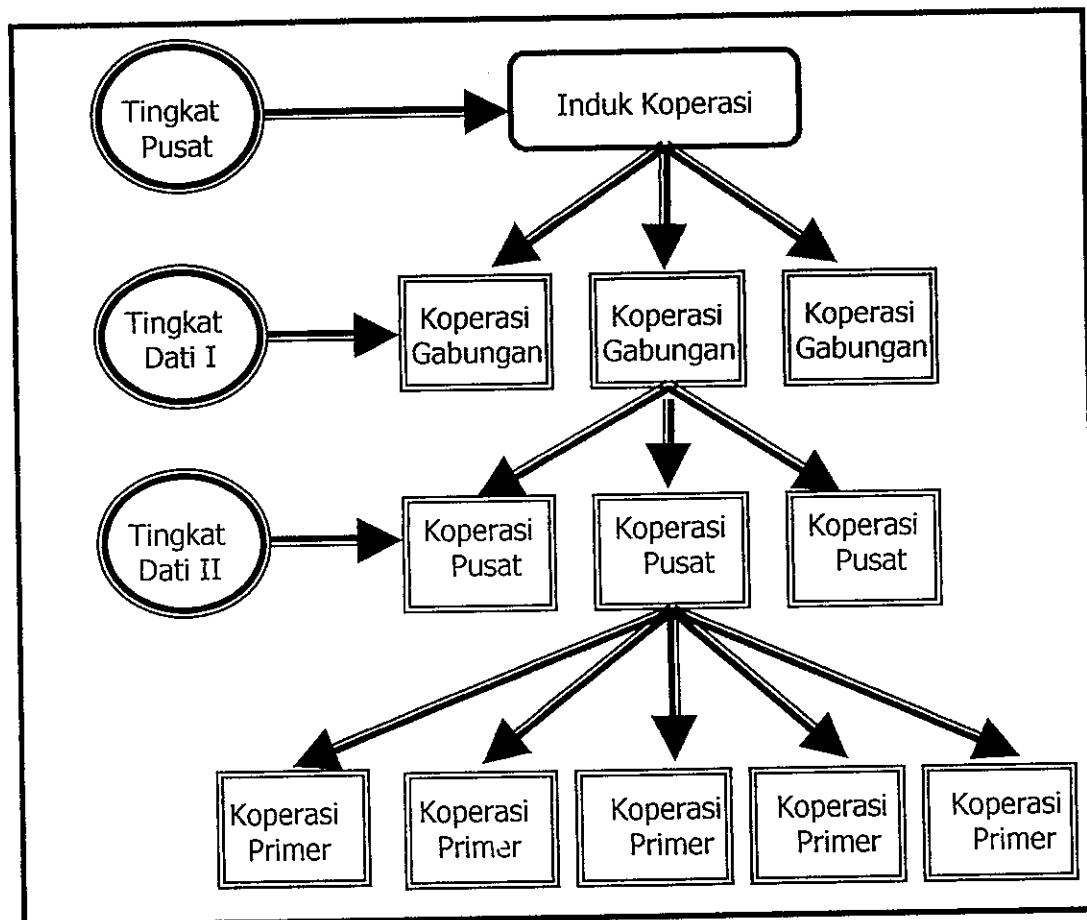 Tingkat
Pusat
Induk Koperasi
Tingkat
Dati I
Koperasi
Gabungan
Koperasi
Gabungan
Koperasi
Gabungan
Tingkat
Dati II
Koperasi
Pusat
Koperasi
Pusat
Koperasi
Pusat
Koperasi
Primer
Koperasi
Primer
Koperasi
Primer
Koperasi
Primer
Koperasi
Primer